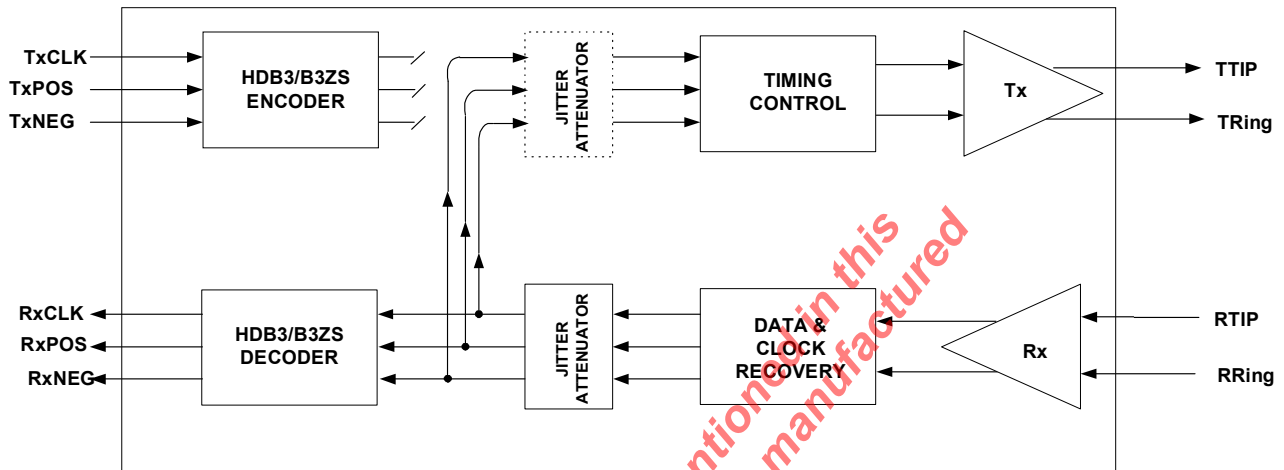 TxCLK
TxPOS
TxNEG
HDB3/B3ZS
ENCODER
JITTER
ATTENUATOR
TIMING
CONTROL
Tx
TTIP
TRing
RxCLK
RxPOS
RxNEG
HDB3/B3ZS
DECODER
JITTER
ATTENUATOR
DATA &
CLOCK
RECOVERY
Rx
RTIP
RRing
ntioned in this
manufactured